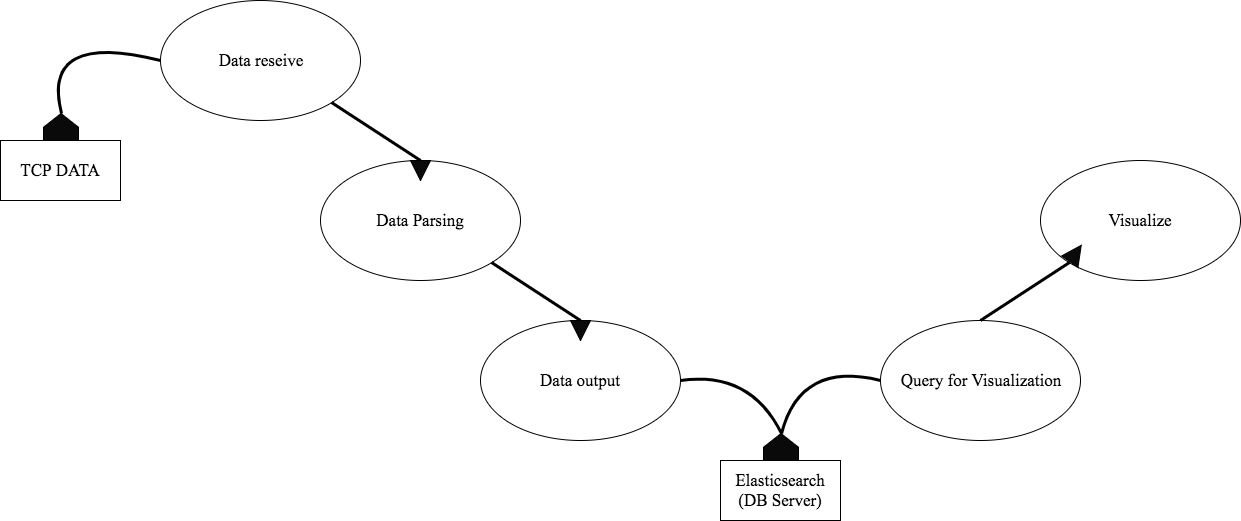 Data reseive
TCP DATA
Data Parsing
Visualize
Data output
Query for Visualization
Elasticsearch
(DB Server)